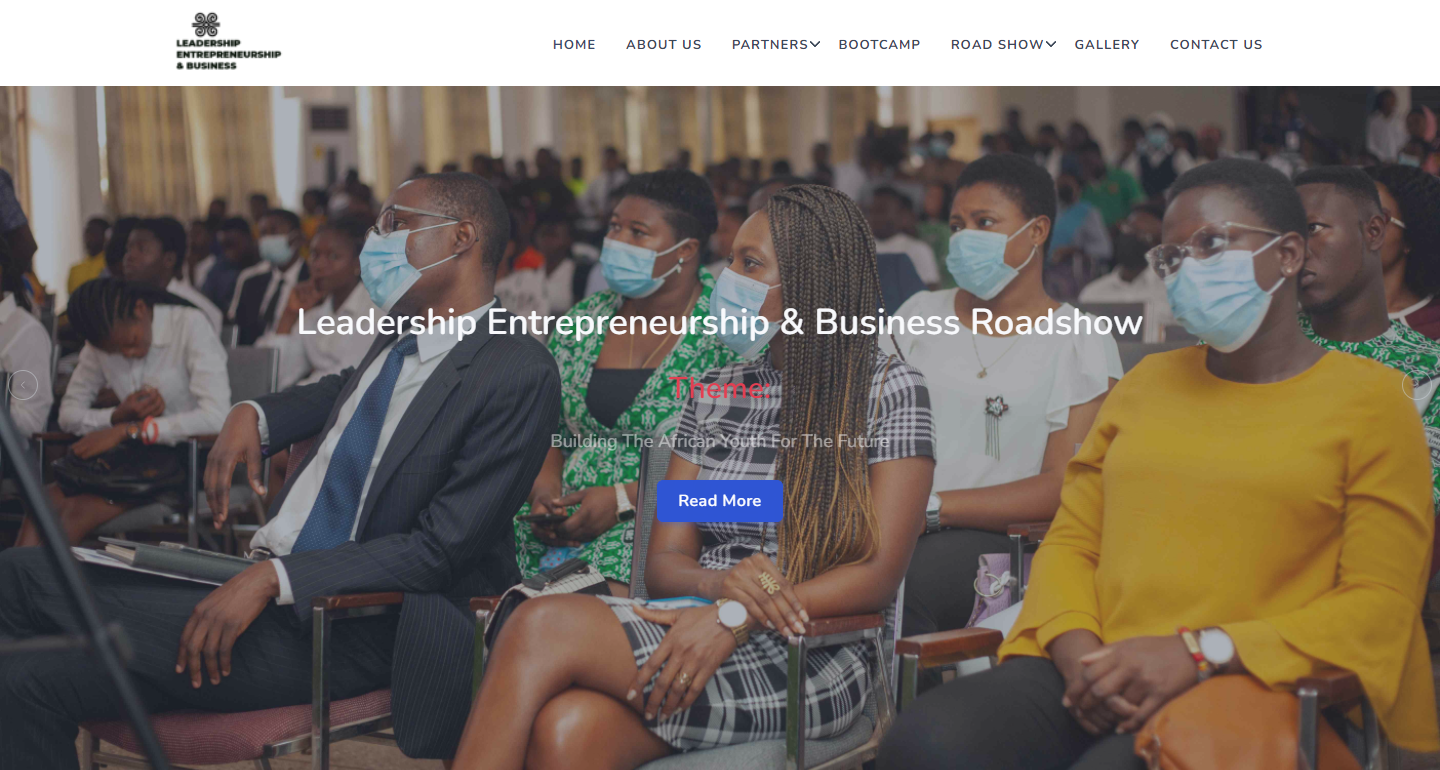 LEADERSHIP
ENTREPRENEURSHIP
& BUSINESS
HOME ABOUT US PARTNERS BOOTCAMP ROAD SHOW GALLERY CONTACT US
Leadership Entrepreneurship & Business Roadshow
Theme:
Building The African Youth For The Future
Read More